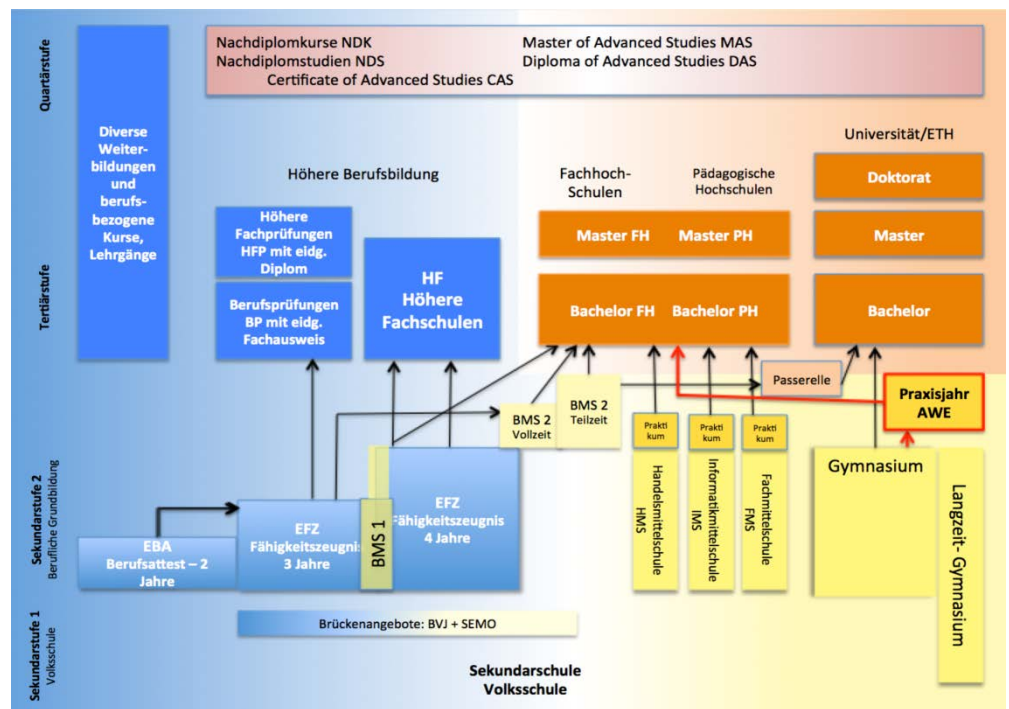 Quartärstufe
Nachdiplomkurse NDK
Nachdiplomstudien NDS
Certificate of Advanced Studies CAS
Master of Advanced Studies MAS
Diploma of Advanced Studies DAS
Tertiärstufe
Diverse
Weiter-
bildungen
und
berufs-
bezogene
Kurse,
Lehrgänge
Höhere Berufsbildung
Höhere
Fachprüfungen
HFP mit eidg.
Diplom
Berufsprüfungen
BP mit eidg.
Fachausweis
HF
Höhere
Fachschulen
Fachhoch-
Schulen
Pädagogische
Hochschulen
Master FH
Master PH
Bachelor FH
Bachelor PH
Universität/ETH
Doktorat
Master
Bachelor
Passerelle
Praxisjahr
AWE
BMS 2
Vollzeit
BMS 2
Teilzeit
Prakti
kum
Prakti
kum
Prakti
kum
Sekundarstufe 2
Berufliche Grundbildung
EBA
Berufsattest – 2
Jahre
EFZ
Fähigkeitszeugnis
3 Jahre
BMS 1
EFZ
Fähigkeitszeugnis
4 Jahre
Handelsmittelschule
HMS
Informatikmittelschule
IMS
Fachmittelschule
FMS
Gymnasium
Langzeit- Gymnasium
Sekundarstufe 1
Volksschule
Brückenangebote: BVJ + SEMO
Sekundarschule
Volksschule